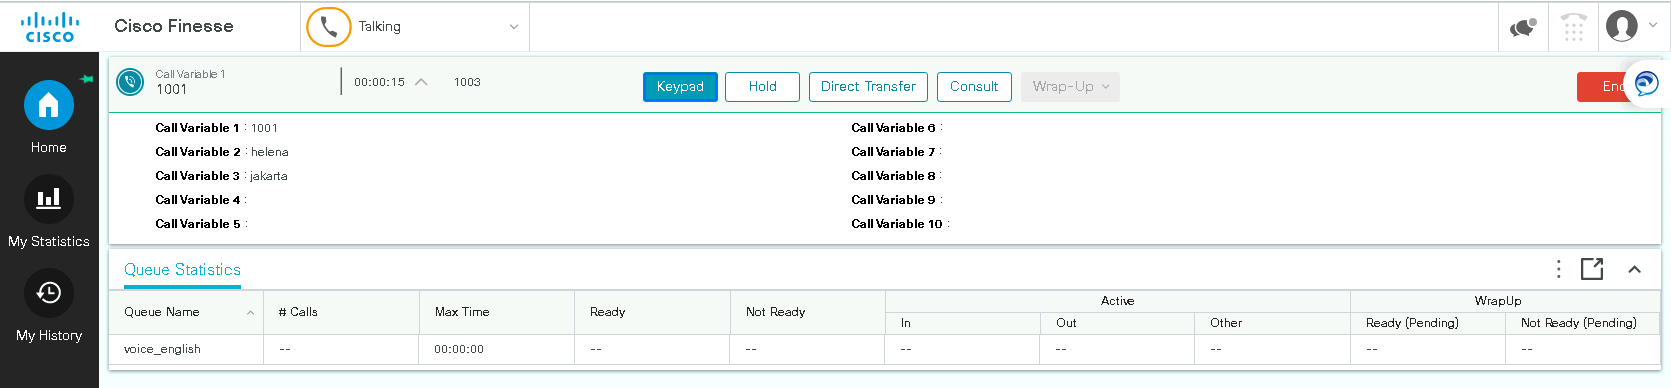 cisco
Cisco Finesse
Talking
Call Variable 1
1001
00:00:15
1003
Keypad
Hold
Direct Transfer
Consult
Wrap-Up
Home
My Statistics
My History
Call Variable 1 : 1001
Call Variable 2 : helena
Call Variable 3 : jakarta
Call Variable 4 :
Call Variable 5 :
Call Variable 6 :
Call Variable 7 :
Call Variable 8 :
Call Variable 9 :
Call Variable 10 :
Queue Statistics
Active WrapUp
Queue Name # Calls Max Time Ready Not Ready In Out Other Ready (Pending) Not Ready (Pending)
voice_english -- 00:00:00 -- -- -- -- -- -- --